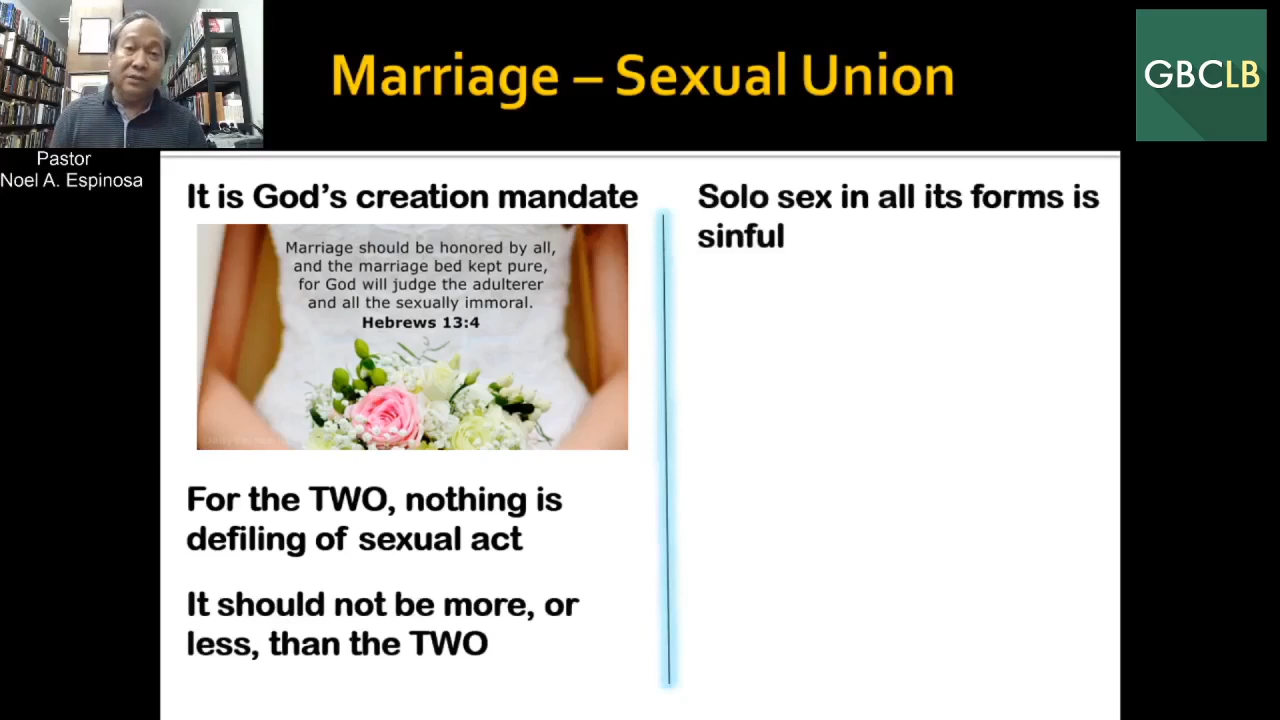 Marriage – Sexual Union
GBCLB
Pastor
Noel A. Espinosa
It is God’s creation mandate
Marriage should be honored by all,
and the marriage bed kept pure,
for God will judge the adulterer
and all the sexually immoral.
Hebrews 13:4
For the TWO, nothing is
defiling of sexual act
It should not be more, or
less, than the TWO
Solo sex in all its forms is
sinful